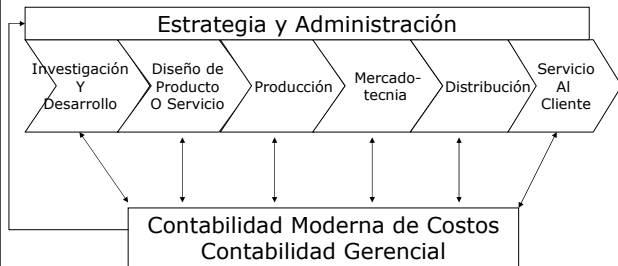 Estrategia y Administración
Investigación
Y
Desarrollo
Diseño de
Producto
O Servicio
Producción
Mercado-
tecnia
Distribución
Servicio
Al
Cliente
Contabilidad Moderna de Costos
Contabilidad Gerencial